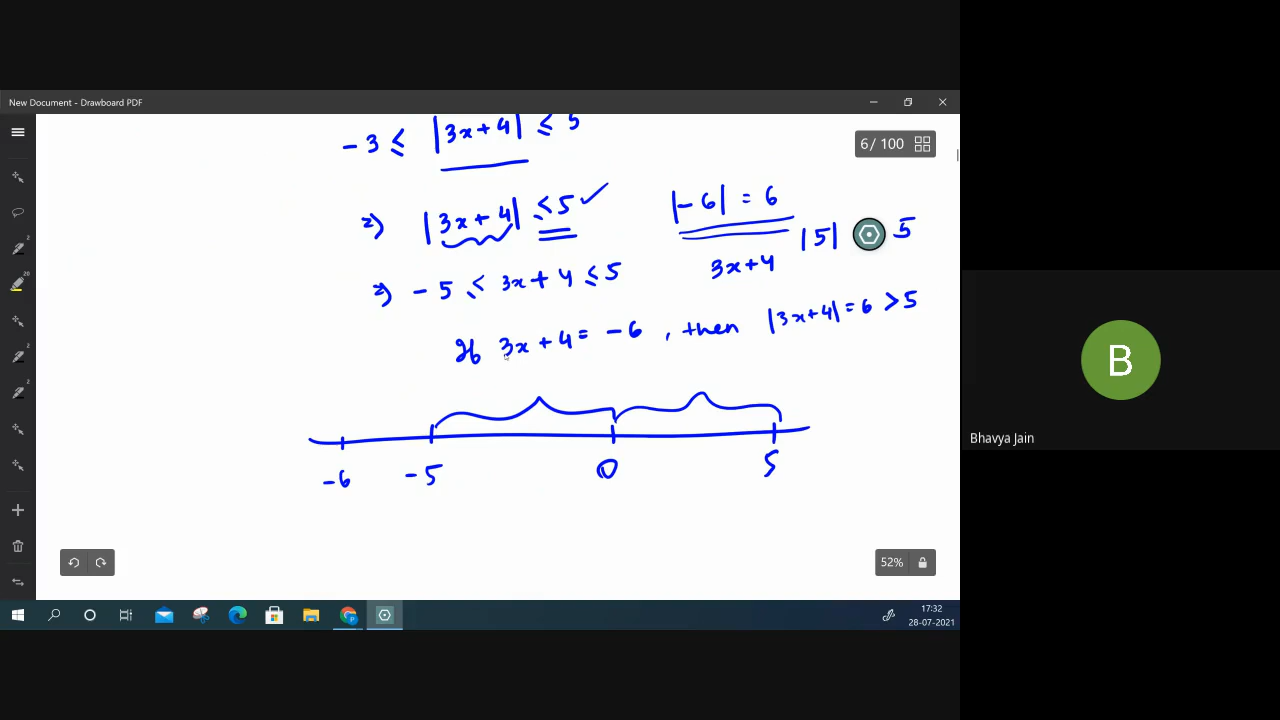 New Document - Drawboard PDF
- 3 ≤ |3x+4| ≤ 5
6 / 100
⇒) |3x+4| ≤ 5 ✓
|-6| = 6
|5| 5
3x+4
⇒) - 5 ≤ 3x+4 ≤ 5
If 3x+4 = -6, then |3x+4| = 6 > 5
-6 -5 0 5
52%
B
Bhavya Jain
17:32
28-07-2021